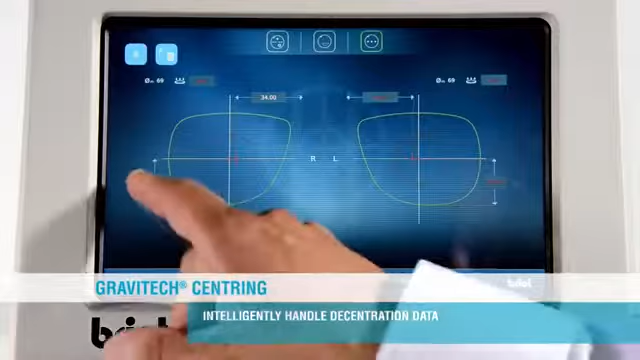 Ø 69
Ø 69
34.00
R L
GRAVITECH® CENTRING
INTELLIGENTLY HANDLE DECENTRATION DATA